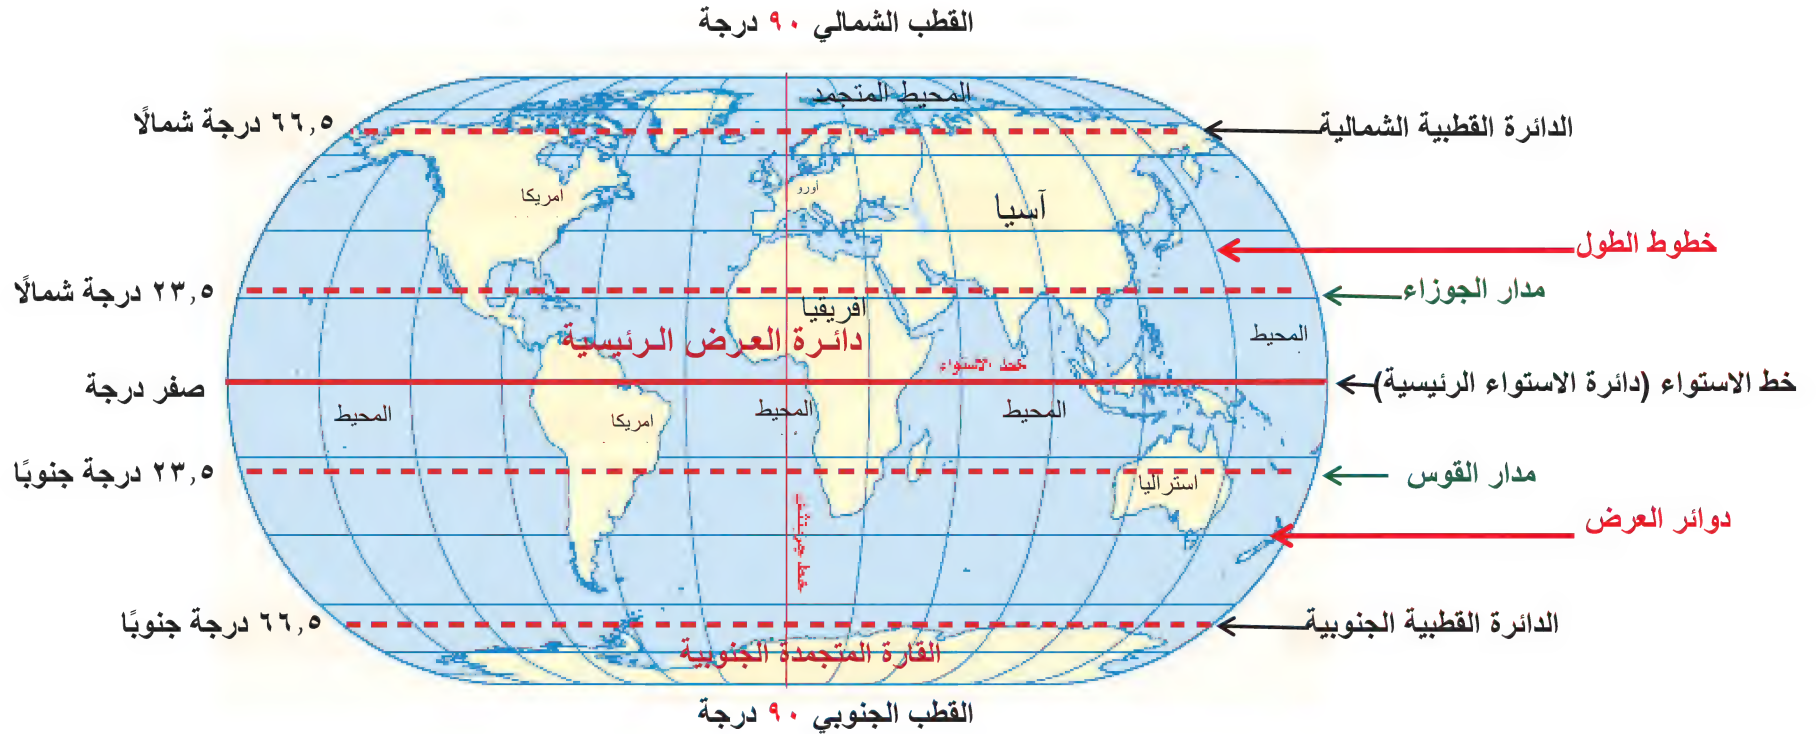 القطب الشمالي ٩٠ درجة
المحيط المتجمد
الدائرة القطبية الشمالية
٦٦,٥ درجة شمالًا
امريكا
أورو
آسيا
خطوط الطول
مدار الجوزاء
٢٣,٥ درجة شمالًا
افريقيا
المحيط
دائرة العرض الرئيسية
خط الاستواء
خط الاستواء (دائرة الاستواء الرئيسية)
صفر درجة
المحيط
المحيط
المحيط
امريكا
مدار القوس
٢٣,٥ درجة جنوبًا
استراليا
دوائر العرض
خط جرينتش
الدائرة القطبية الجنوبية
٦٦,٥ درجة جنوبًا
القارة المتجمدة الجنوبية
القطب الجنوبي ٩٠ درجة